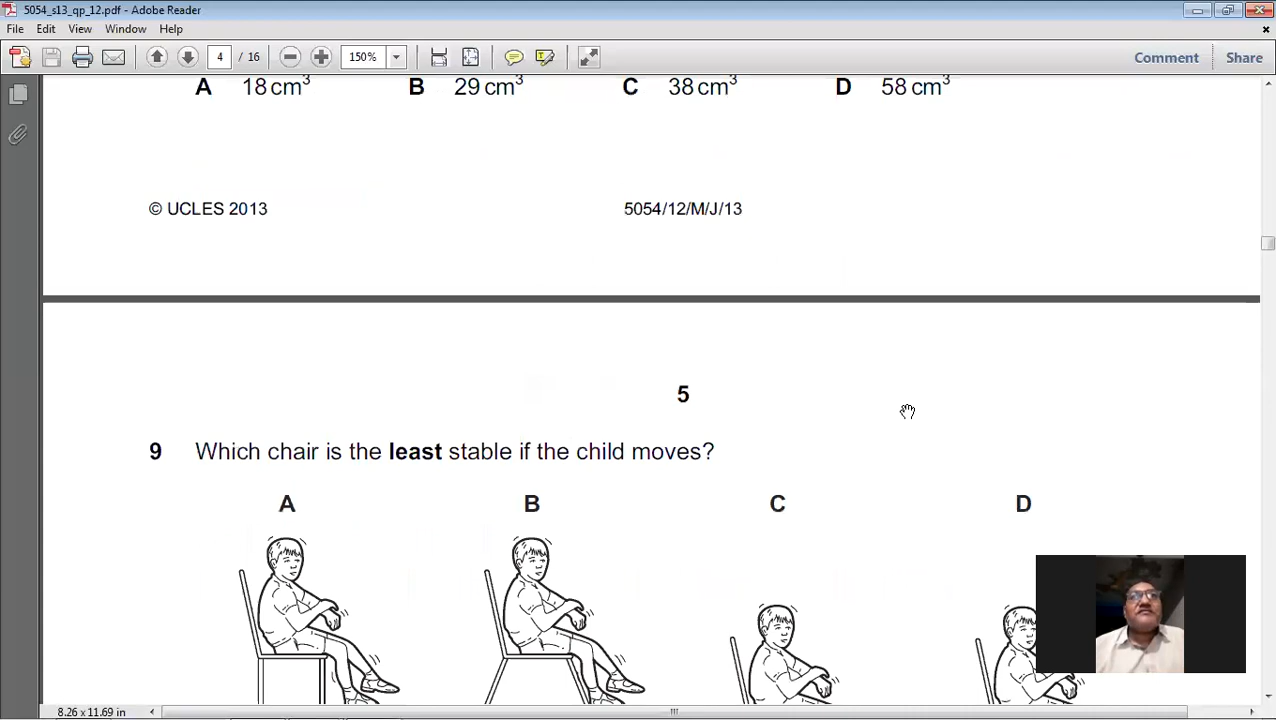 5054_s13_qp_12.pdf - Adobe Reader
File Edit View Window Help
4 / 16 150% Comment Share
A 18 cm³ B 29 cm³ C 38 cm³ D 58 cm³
© UCLES 2013 5054/12/M/J/13
5
9 Which chair is the least stable if the child moves?
A B C D
8.26 x 11.69 in